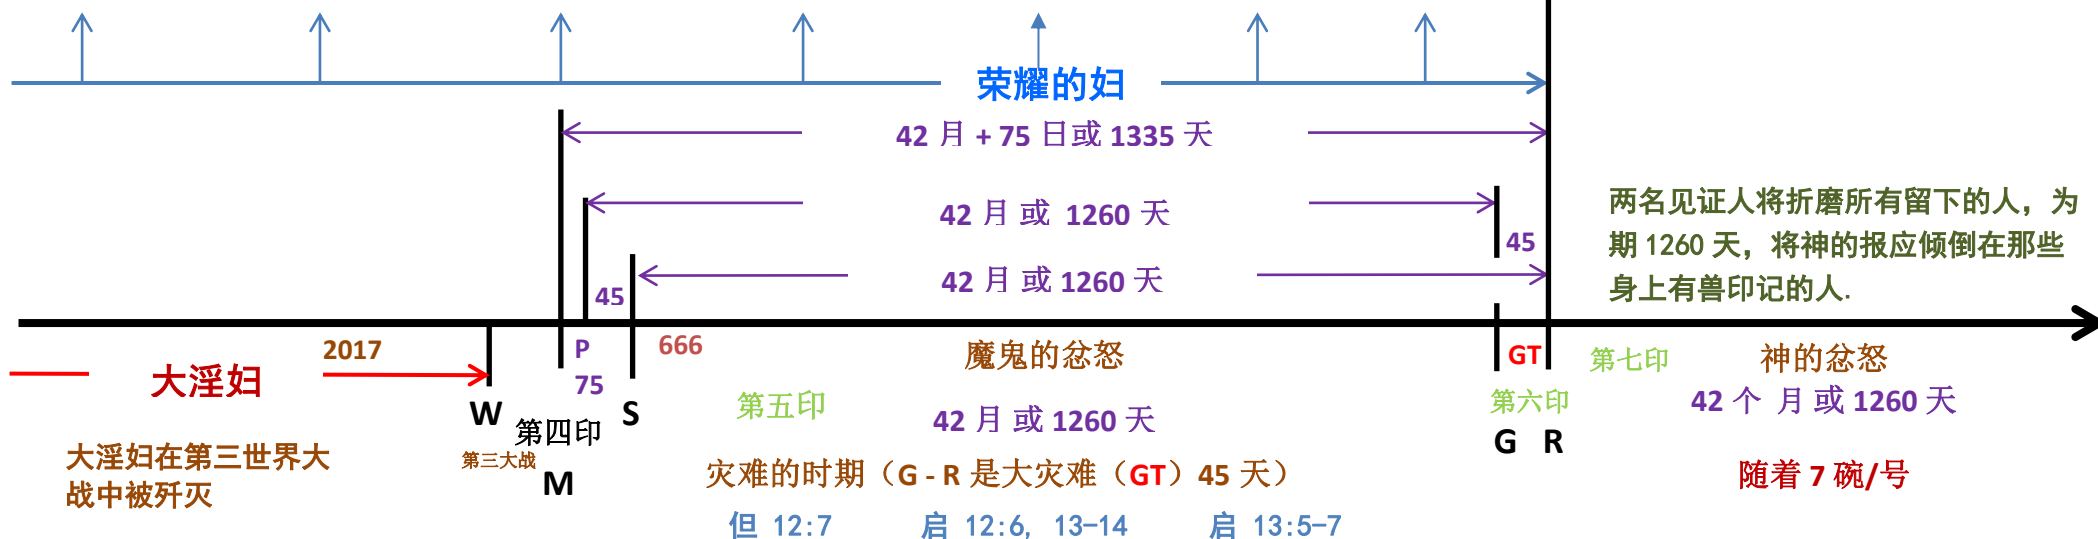 荣耀的妇
42 月 + 75 日或 1335 天
42 月 或 1260 天
45
42 月 或 1260 天
45
两名见证人将折磨所有留下的人，为
期 1260 天，将神的报应倾倒在那些
身上有兽印记的人.
2017
大淫妇
P
75
666
魔鬼的忿怒
GT
第七印
神的忿怒
W
第四印
S
第五印
42 月 或 1260 天
第六印
42 个 月 或 1260 天
G R
大淫妇在第三世界大
战中被歼灭
第三大战
M
灾难的时期（G - R 是大灾难（GT）45 天）
随着 7 碗/号
但 12:7 启 12:6, 13-14 启 13:5-7